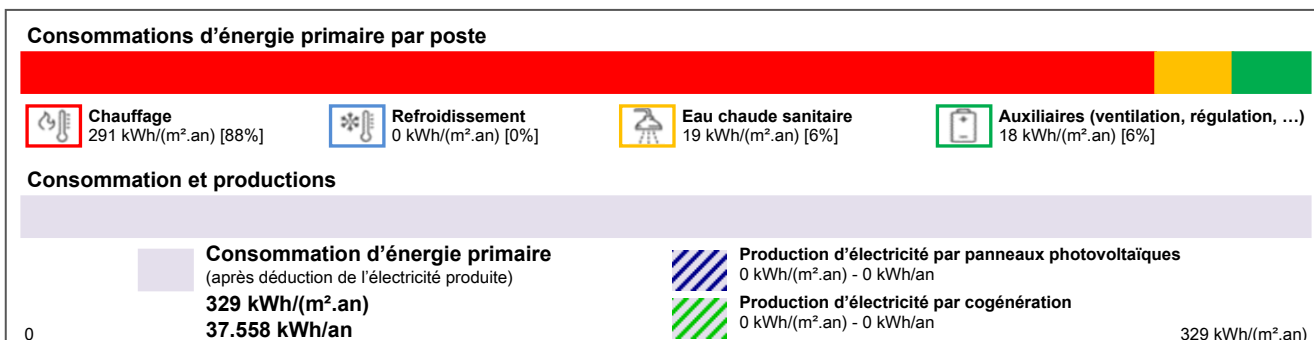 Consommations d’énergie primaire par poste
Chauffage
291 kWh/(m².an) [88%]
Refroidissement
0 kWh/(m².an) [0%]
Eau chaude sanitaire
19 kWh/(m².an) [6%]
Auxiliaires (ventilation, régulation, …)
18 kWh/(m².an) [6%]
Consommation et productions
Consommation d’énergie primaire
(après déduction de l’électricité produite)
329 kWh/(m².an)
37.558 kWh/an
Production d’électricité par panneaux photovoltaïques
0 kWh/(m².an) - 0 kWh/an
Production d’électricité par cogénération
0 kWh/(m².an) - 0 kWh/an
0
329 kWh/(m².an)